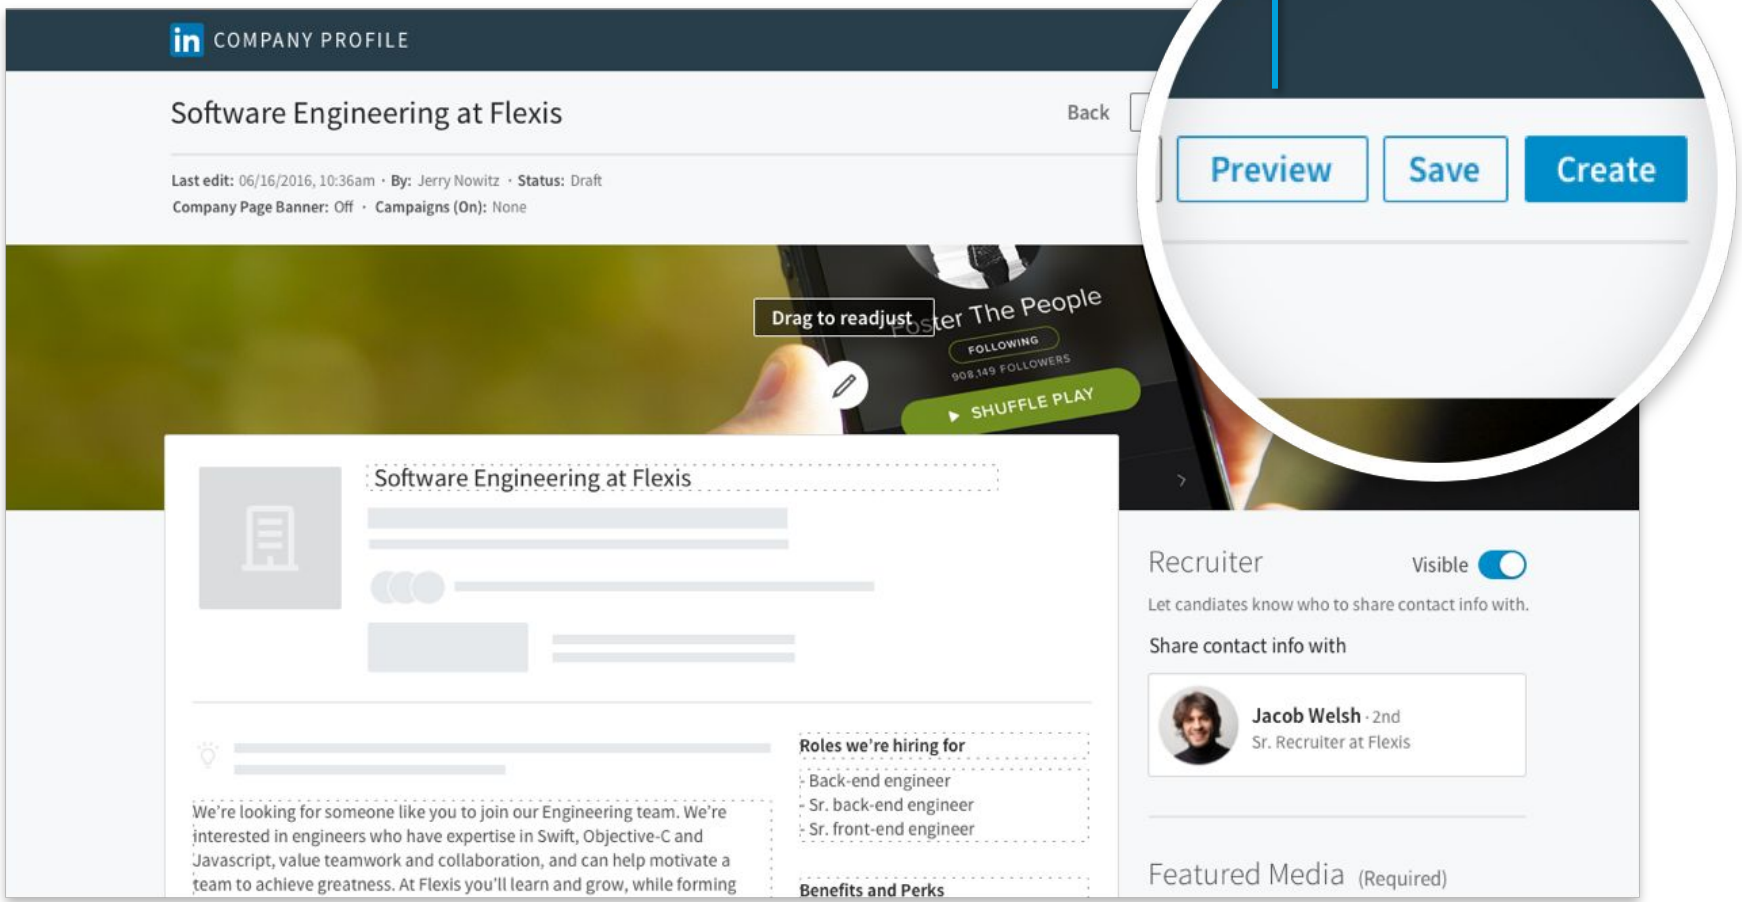 in COMPANY PROFILE
Software Engineering at Flexis
Back
Preview
Save
Create
Last edit: 06/16/2016, 10:36am · By: Jerry Nowitz · Status: Draft
Company Page Banner: Off · Campaigns (On): None
Drag to readjust
The People
FOLLOWING
908,149 FOLLOWERS
SHUFFLE PLAY
Software Engineering at Flexis
Recruiter
Visible
Let candiates know who to share contact info with.
Share contact info with
Jacob Welsh · 2nd
Sr. Recruiter at Flexis
We're looking for someone like you to join our Engineering team. We're
interested in engineers who have expertise in Swift, Objective-C and
Javascript, value teamwork and collaboration, and can help motivate a
team to achieve greatness. At Flexis you'll learn and grow, while forming
Roles we're hiring for
- Back-end engineer
- Sr. back-end engineer
- Sr. front-end engineer
Benefits and Perks
Featured Media (Required)